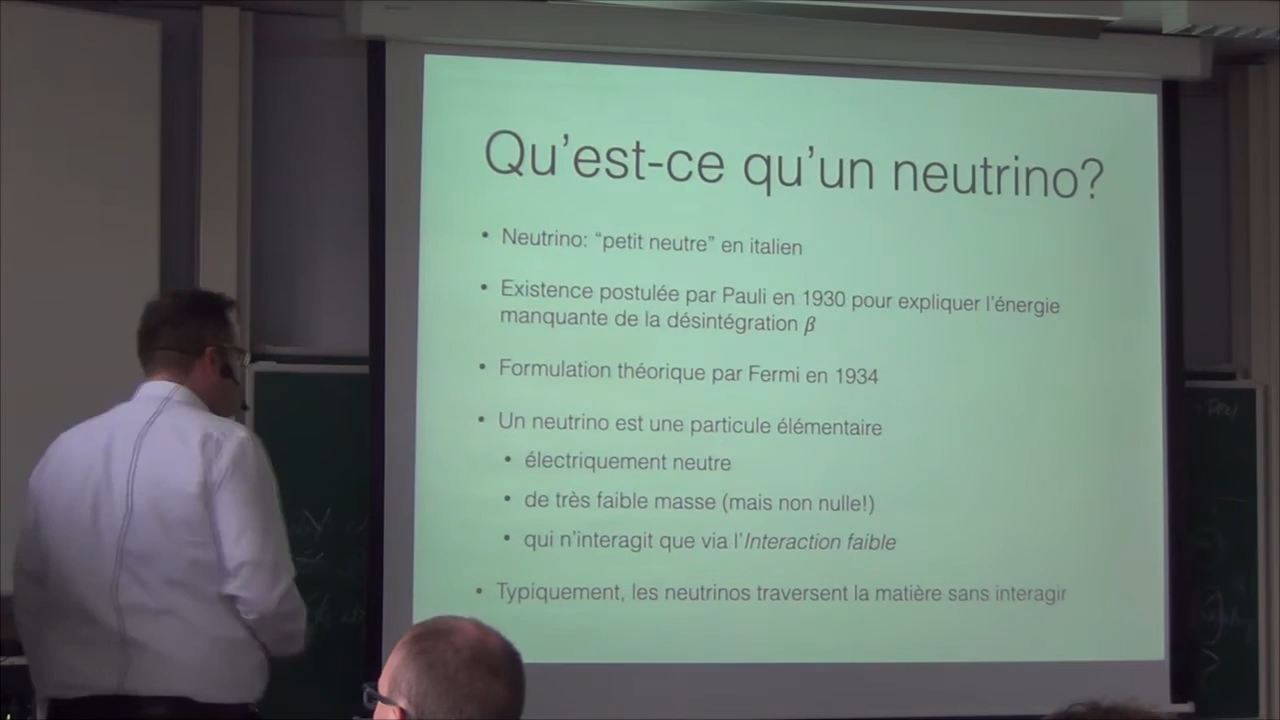 Qu'est-ce qu'un neutrino?
• Neutrino: “petit neutre” en italien
• Existence postulée par Pauli en 1930 pour expliquer l'énergie
manquante de la désintégration β
• Formulation théorique par Fermi en 1934
• Un neutrino est une particule élémentaire
• électriquement neutre
• de très faible masse (mais non nulle!)
• qui n'interagit que via l'Interaction faible
• Typiquement, les neutrinos traversent la matière sans interagir